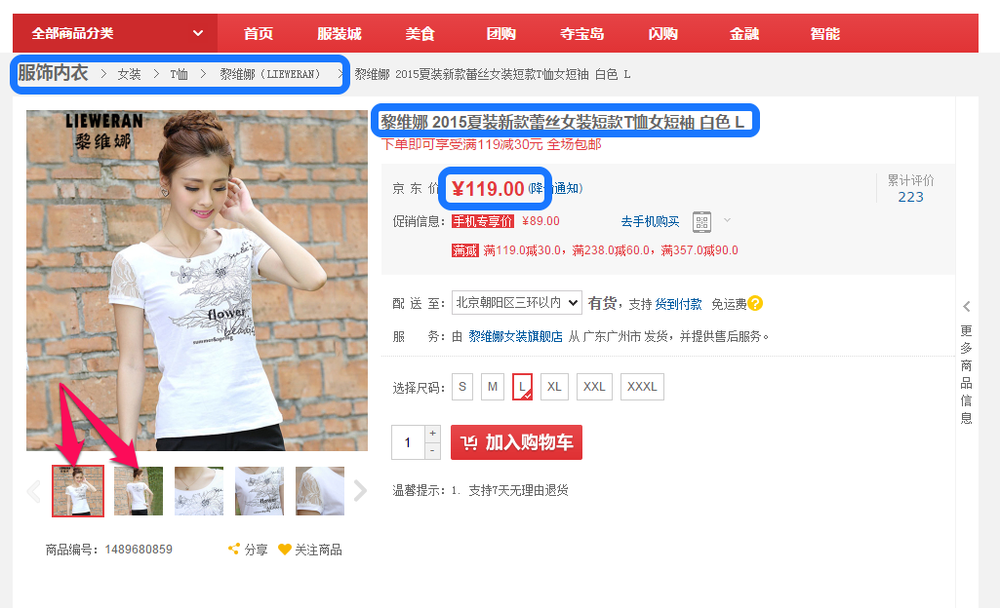 全部商品分类 首页 服装城 美食 团购 夺宝岛 闪购 金融 智能
服饰内衣 > 女装 > T恤 > 黎维娜（LIEWERAN） > 黎维娜 2015夏装新款蕾丝女装短款T恤女短袖 白色 L
LIEWERAN
黎维娜
flower
summer&spring
黎维娜 2015夏装新款蕾丝女装短款T恤女短袖 白色 L
下单即可享受满119减30元 全场包邮
京 东 价 ¥119.00 (降价通知)
累计评价
223
促销信息： 手机专享价 ¥89.00 去手机购买
满减 满119.0减30.0，满238.0减60.0，满357.0减90.0
配 送 至： 北京朝阳区三环以内 有货，支持 货到付款 免运费 ?
服 务： 由 黎维娜女装旗舰店 从 广东广州市 发货，并提供售后服务。
选择尺码： S M L XL XXL XXXL
1 + -
加入购物车
温馨提示：1. 支持7天无理由退货
商品编号：1489680859 分享 关注商品
更多商品信息